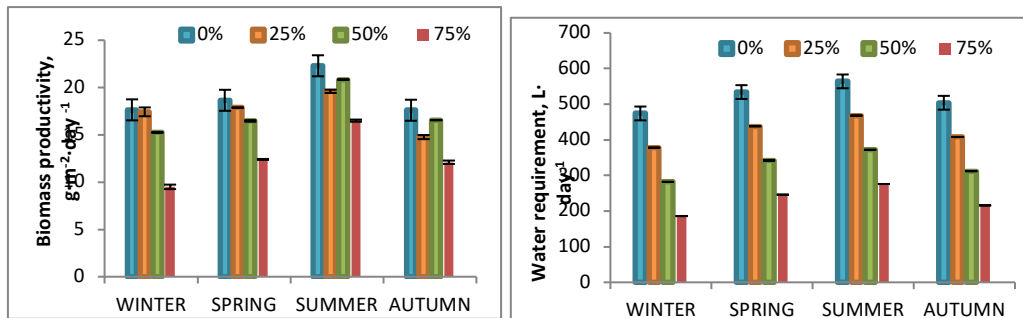 0% 25% 50% 75%
25
20
15
10
5
0
Biomass productivity,
g·m⁻²·day⁻¹
WINTER SPRING SUMMER AUTUMN
0% 25% 50% 75%
700
600
500
400
300
200
100
0
Water requirement, L·
day⁻¹
WINTER SPRING SUMMER AUTUMN